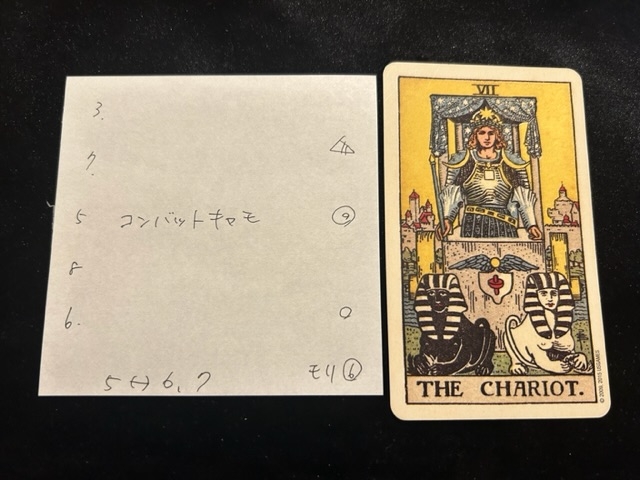 3.
7.
5 コンバットキャモ 9
8
6. ○
5 ↔ 6, 7 モリ 6
VII
THE CHARIOT.